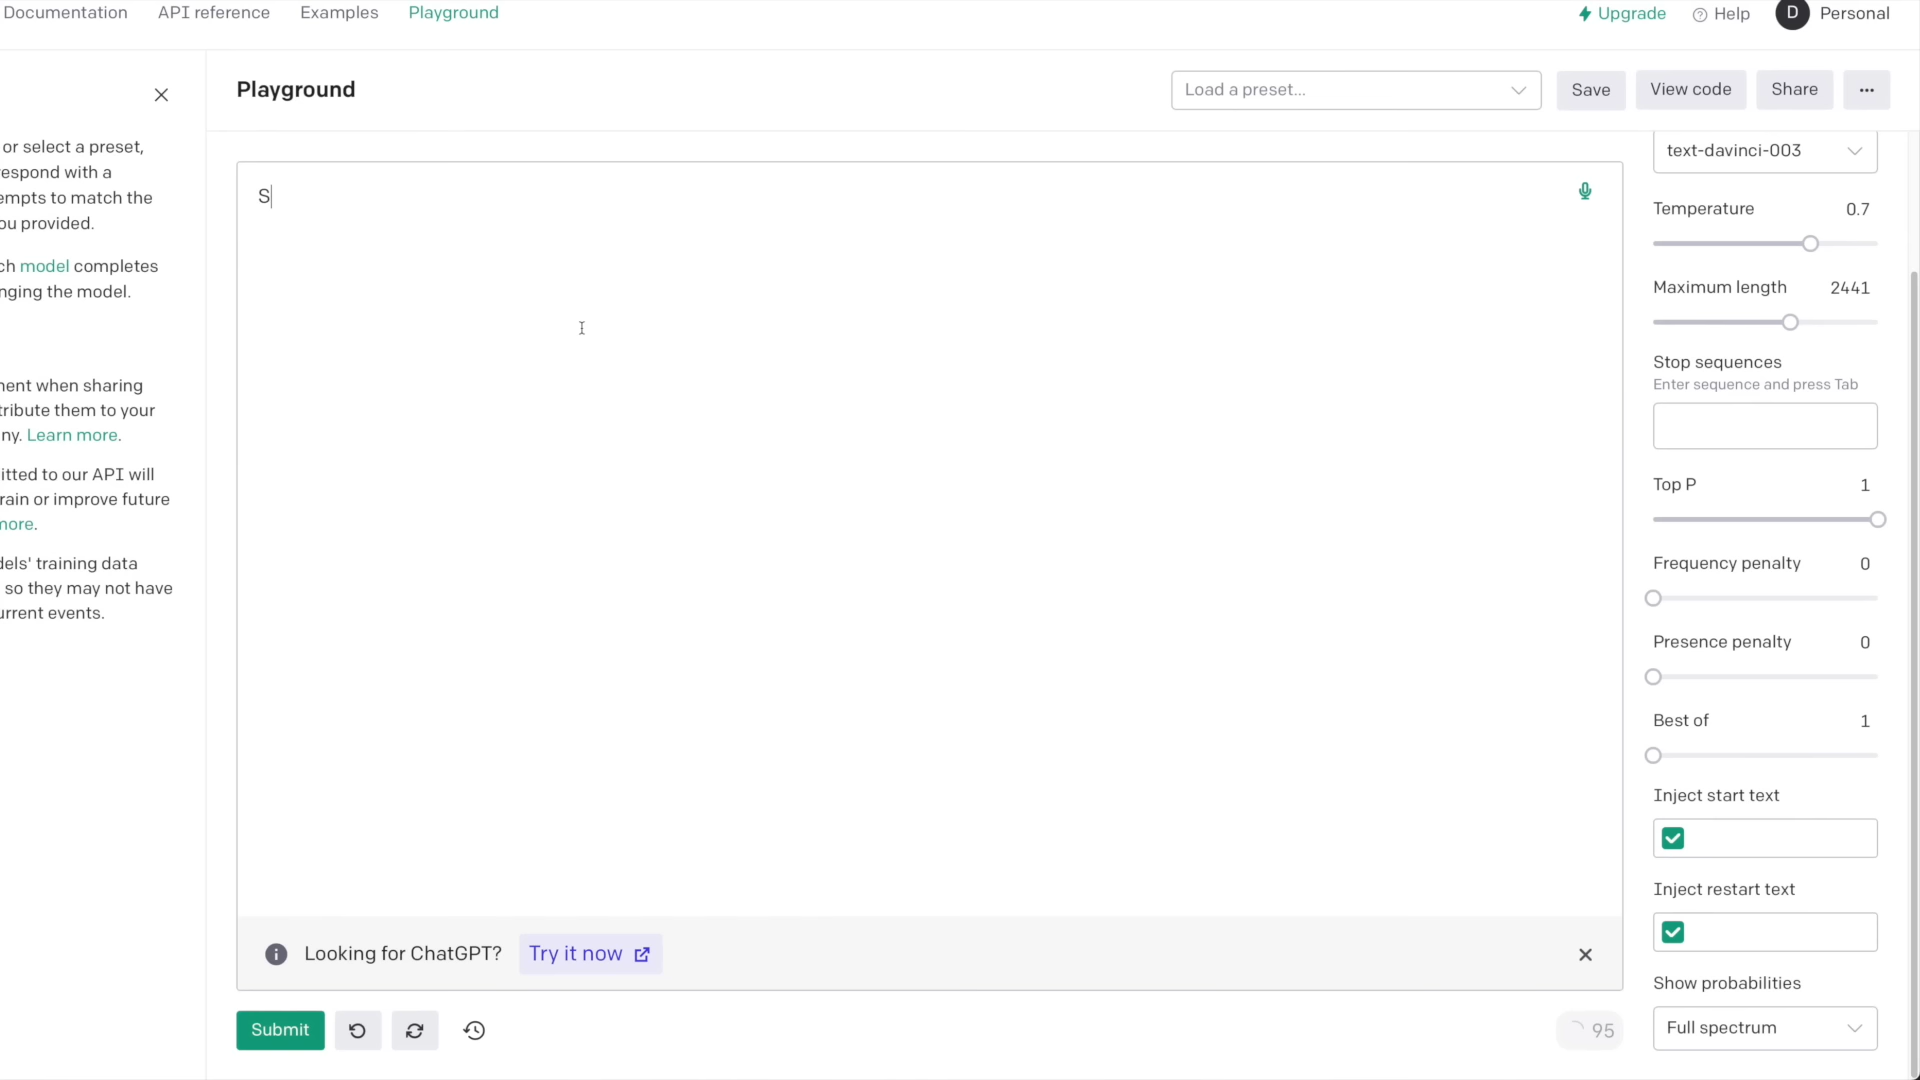 Documentation API reference Examples Playground Upgrade Help D Personal
Playground Load a preset... Save View code Share ...
or select a preset,
respond with a
empts to match the
ou provided.
ch model completes
nging the model.
nent when sharing
tribute them to your
ny. Learn more.
itted to our API will
rain or improve future
more.
dels' training data
so they may not have
urrent events.
S
Looking for ChatGPT? Try it now
Submit
95
text-davinci-003
Temperature 0.7
Maximum length 2441
Stop sequences
Enter sequence and press Tab
Top P 1
Frequency penalty 0
Presence penalty 0
Best of 1
Inject start text
Inject restart text
Show probabilities
Full spectrum